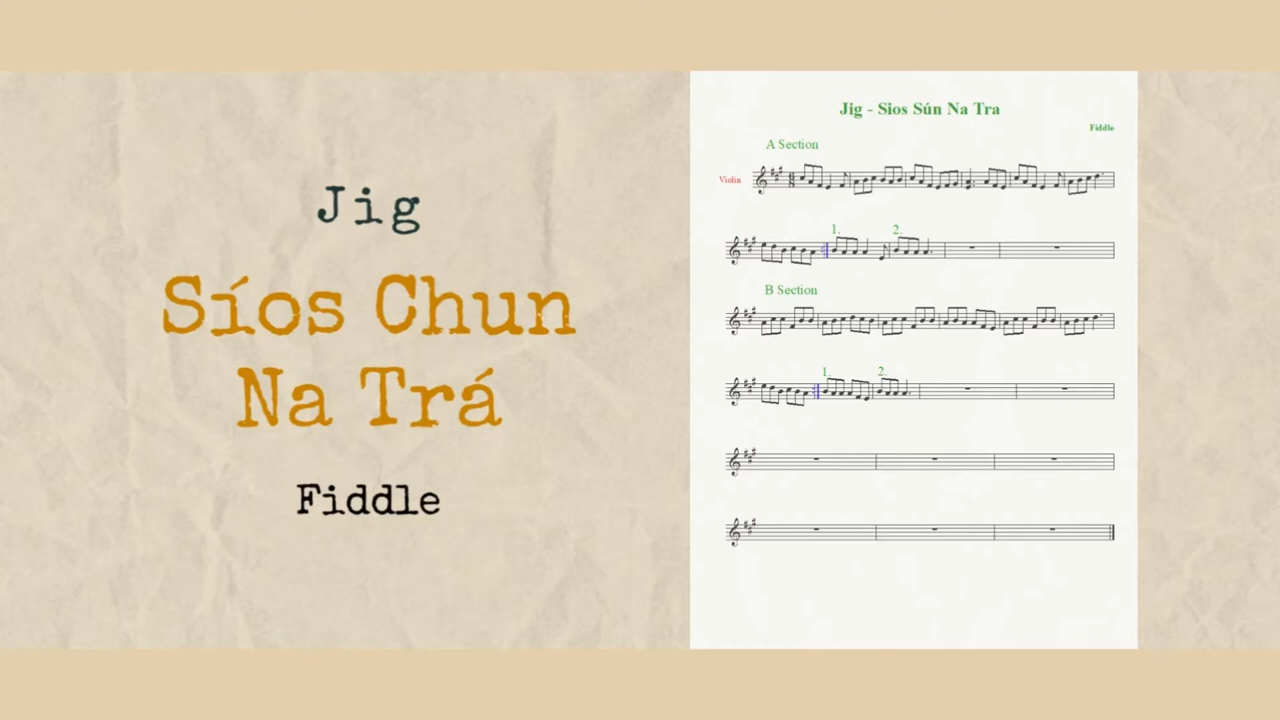 Jig
Síos Chun
Na Trá
Fiddle
Jig - Sios Sún Na Tra
Fiddle
A Section
Violin
1.
2.
B Section
1.
2.